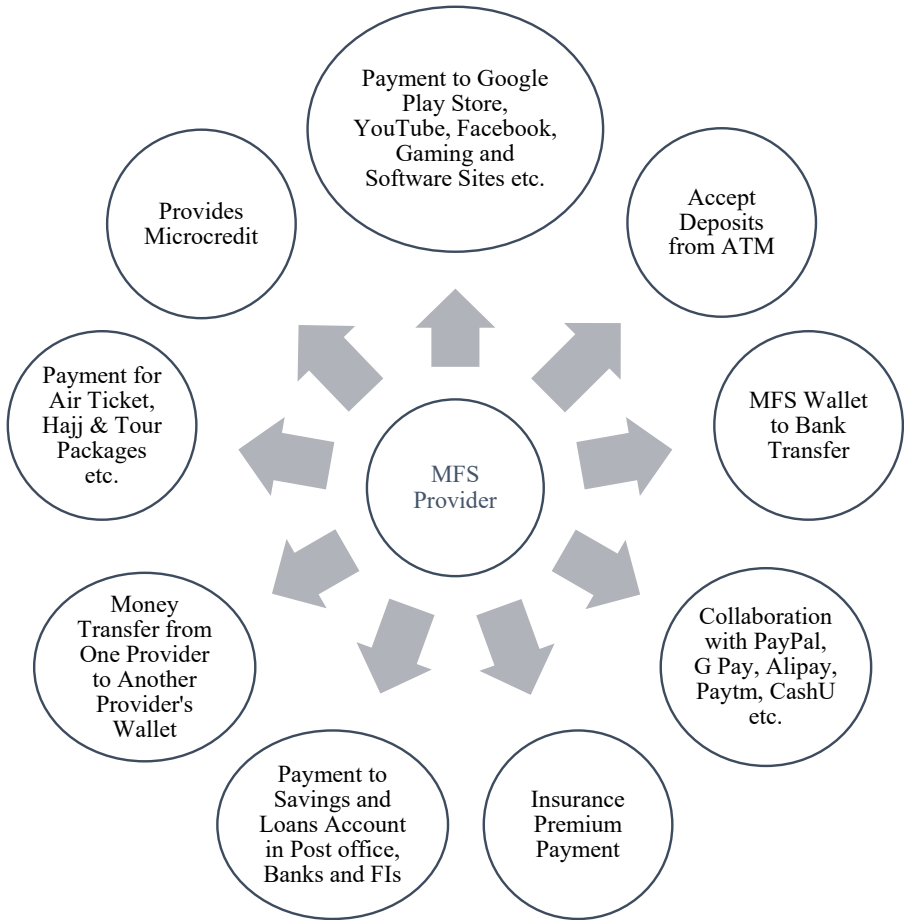 Payment to Google
Play Store,
YouTube, Facebook,
Gaming and
Software Sites etc.
Provides
Microcredit
Accept
Deposits
from ATM
Payment for
Air Ticket,
Hajj & Tour
Packages
etc.
MFS Wallet
to Bank
Transfer
MFS
Provider
Money
Transfer from
One Provider
to Another
Provider's
Wallet
Collaboration
with PayPal,
G Pay, Alipay,
Paytm, CashU
etc.
Payment to
Savings and
Loans Account
in Post office,
Banks and FIs
Insurance
Premium
Payment